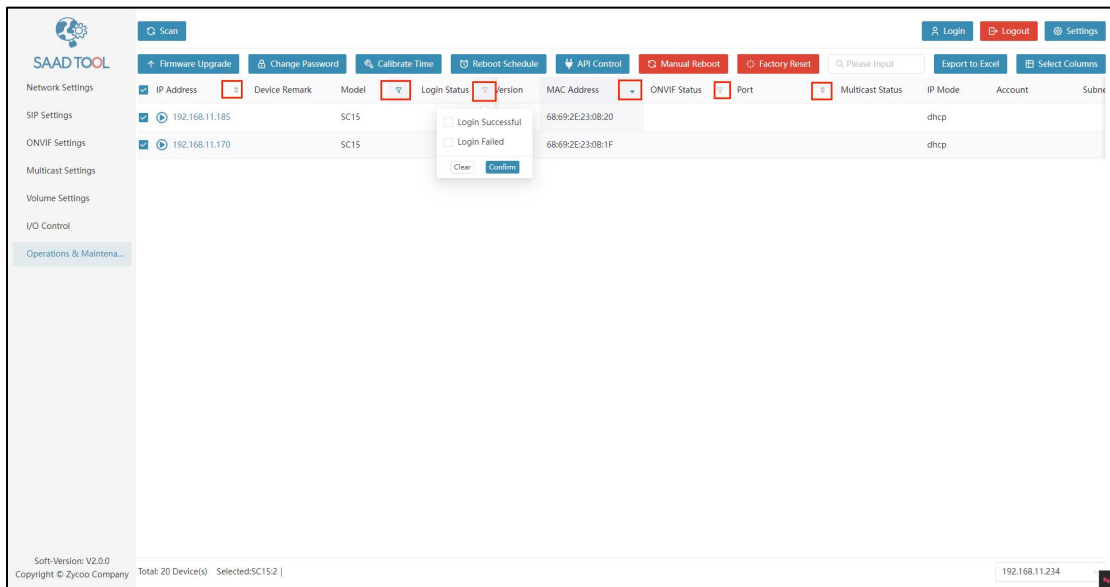 Scan
Login Logout Settings
SAAD TOOL
Firmware Upgrade Change Password Calibrate Time Reboot Schedule API Control Manual Reboot Factory Reset Please Input Export to Excel Select Columns
Network Settings
SIP Settings
ONVIF Settings
Multicast Settings
Volume Settings
I/O Control
Operations & Maintena...
IP Address Device Remark Model Login Status Version MAC Address ONVIF Status Port Multicast Status IP Mode Account Subne
192.168.11.185 SC15 68:69:2E:23:0B:20 dhcp
192.168.11.170 SC15 68:69:2E:23:0B:1F dhcp
Login Successful
Login Failed
Clear Confirm
Soft-Version: V2.0.0
Copyright © Zycoo Company
Total: 20 Device(s) Selected:SC15:2 |
192.168.11.234